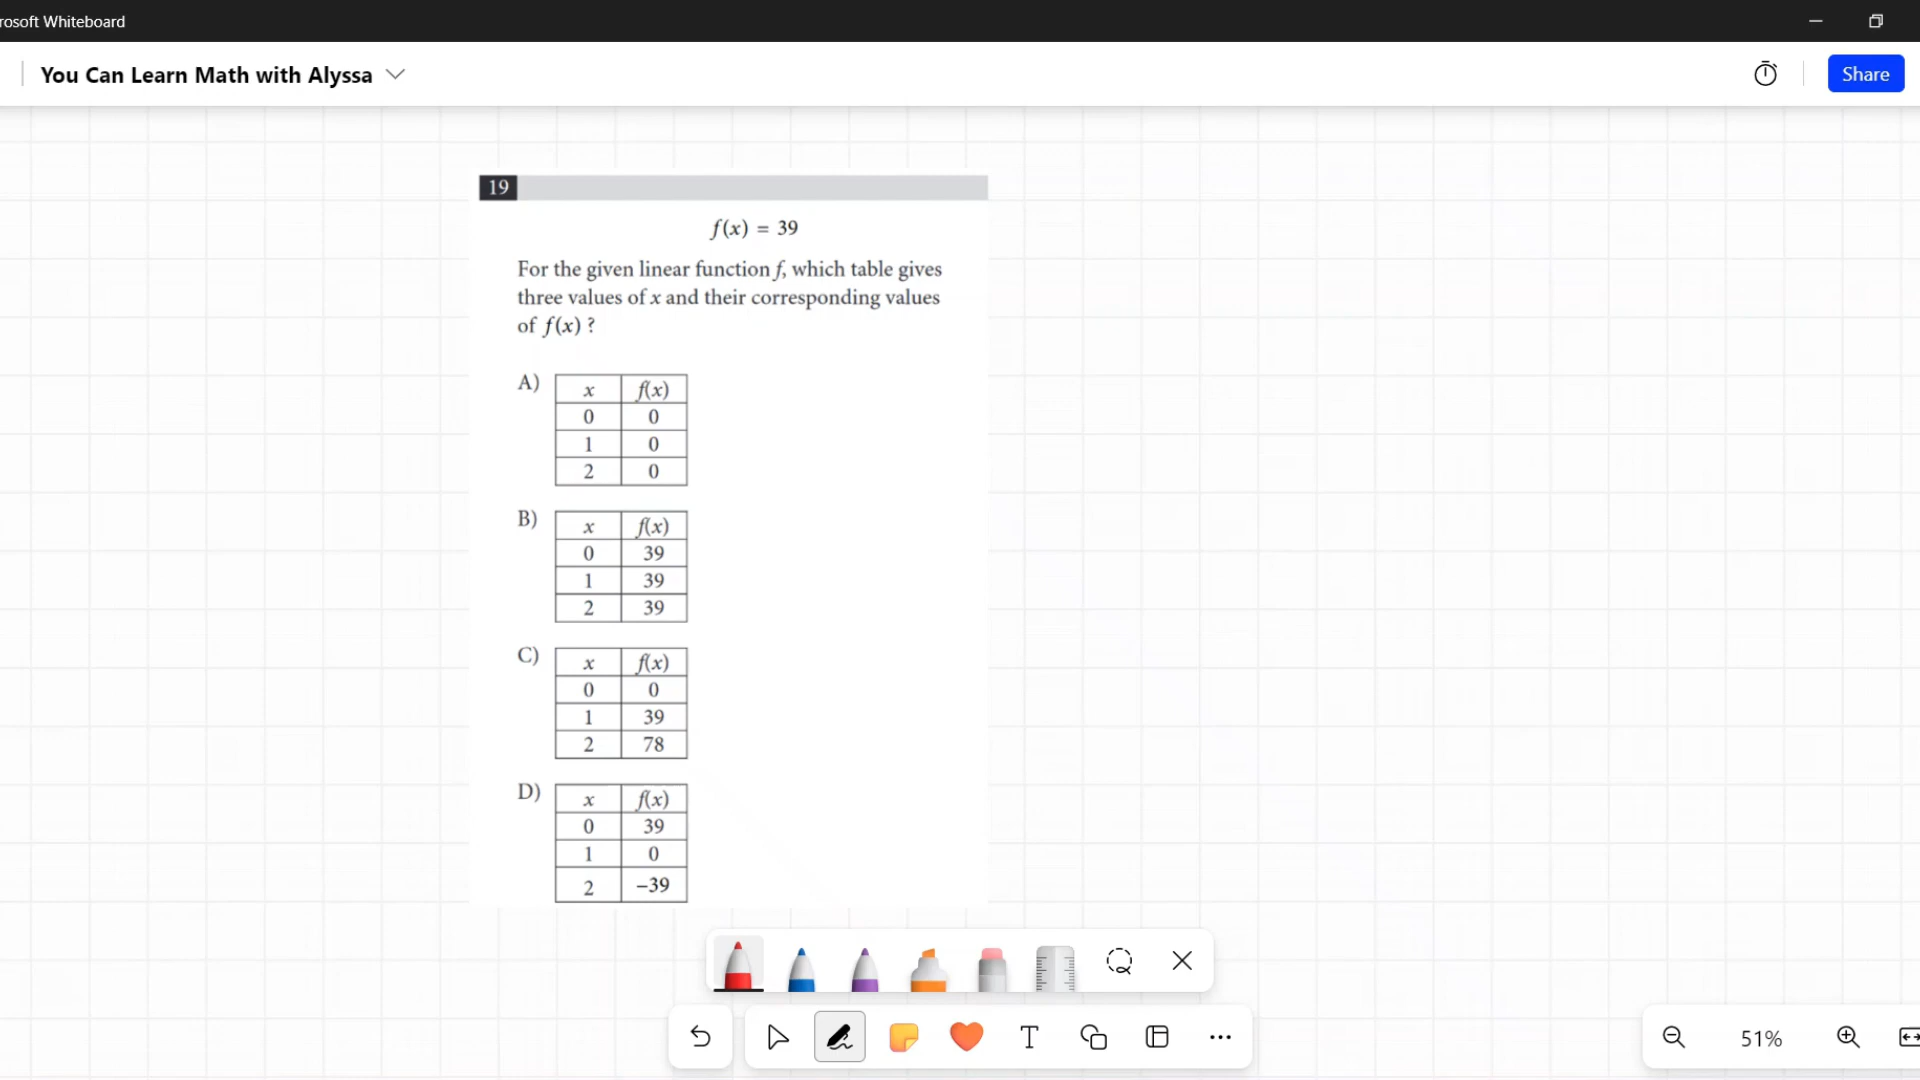 rosoft Whiteboard
You Can Learn Math with Alyssa
Share
19
f(x) = 39
For the given linear function f, which table gives
three values of x and their corresponding values
of f(x) ?
A)
x f(x)
0 0
1 0
2 0
B)
x f(x)
0 39
1 39
2 39
C)
x f(x)
0 0
1 39
2 78
D)
x f(x)
0 39
1 0
2 −39
51%